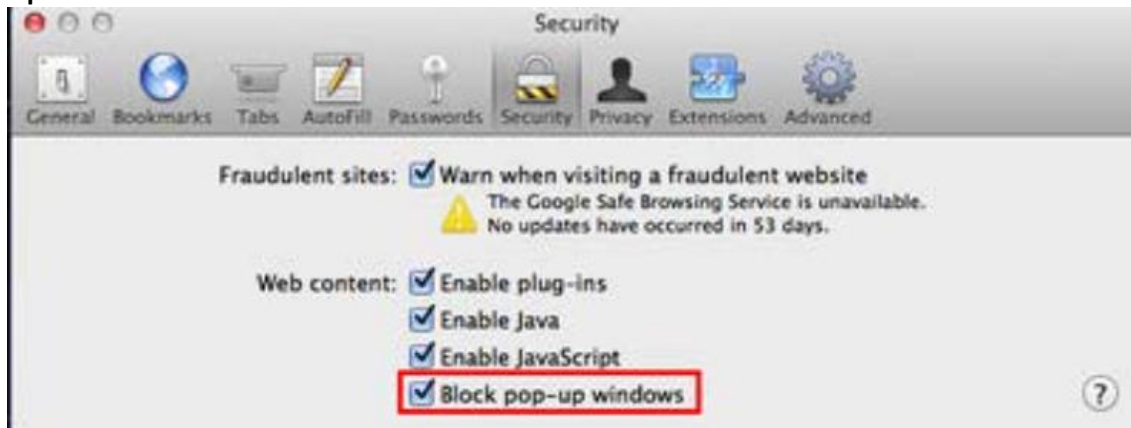 Security
General Bookmarks Tabs AutoFill Passwords Security Privacy Extensions Advanced
Fraudulent sites: Warn when visiting a fraudulent website
The Google Safe Browsing Service is unavailable.
No updates have occurred in 53 days.
Web content: Enable plug-ins
Enable Java
Enable JavaScript
Block pop-up windows
?